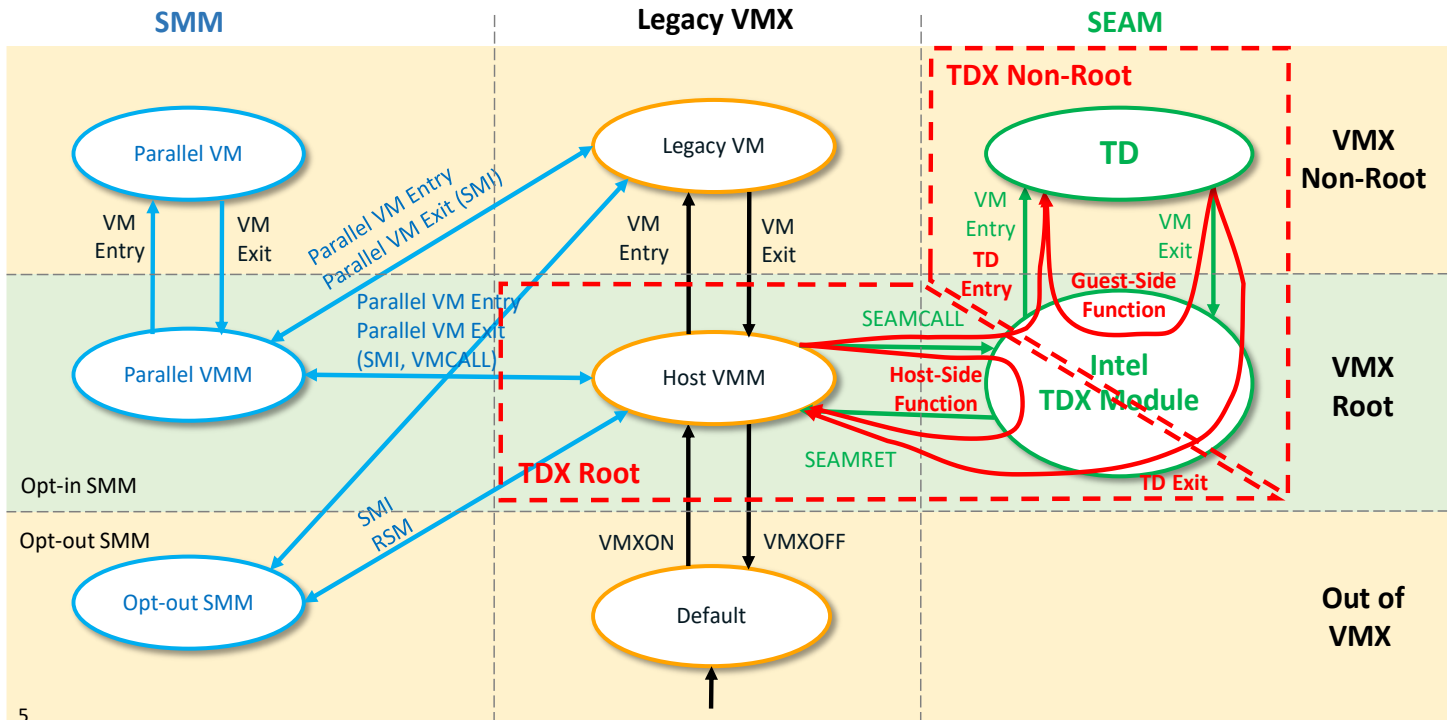 SMM
Legacy VMX
SEAM
TDX Non-Root
Parallel VM
Legacy VM
TD
VMX
Non-Root
Parallel VM Entry
Parallel VM Exit (SMI)
VM
Entry
VM
Exit
VM
Entry
VM
Exit
VM
Entry
VM
Exit
TD
Entry
Guest-Side
Function
Parallel VM Entry
Parallel VM Exit
(SMI, VMCALL)
SEAMCALL
Parallel VMM
Host VMM
Host-Side
Function
Intel
TDX Module
VMX
Root
SEAMRET
TDX Root
TD Exit
Opt-in SMM
SMI
RSM
Opt-out SMM
VMXON
VMXOFF
Opt-out SMM
Default
Out of
VMX
5